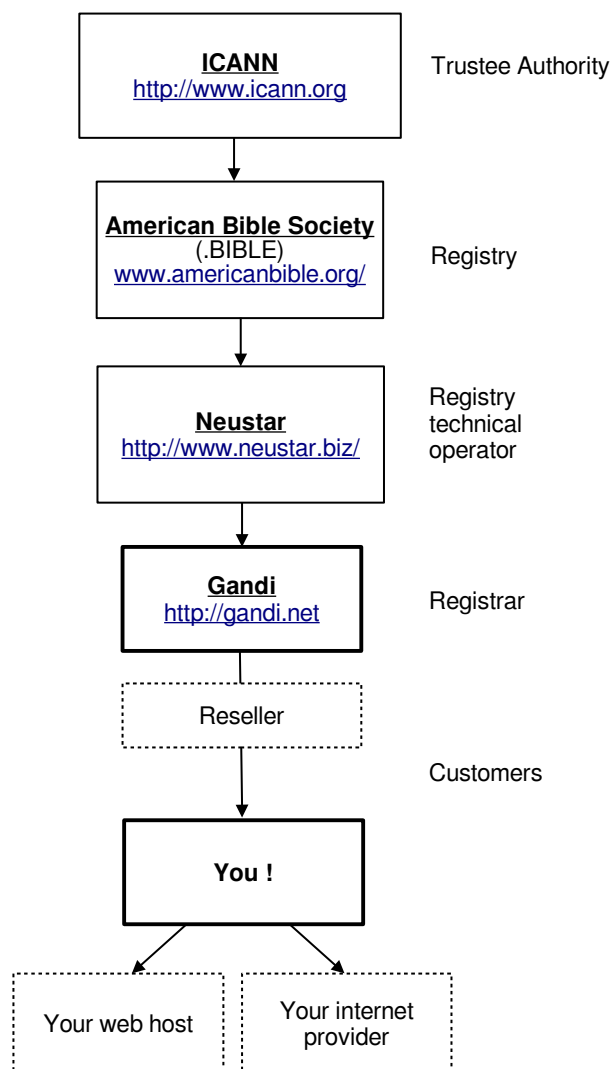 ICANN
http://www.icann.org
Trustee Authority
American Bible Society
(.BIBLE)
www.americanbible.org/
Registry
Neustar
http://www.neustar.biz/
Registry
technical
operator
Gandi
http://gandi.net
Registrar
Reseller
Customers
You !
Your web host
Your internet
provider